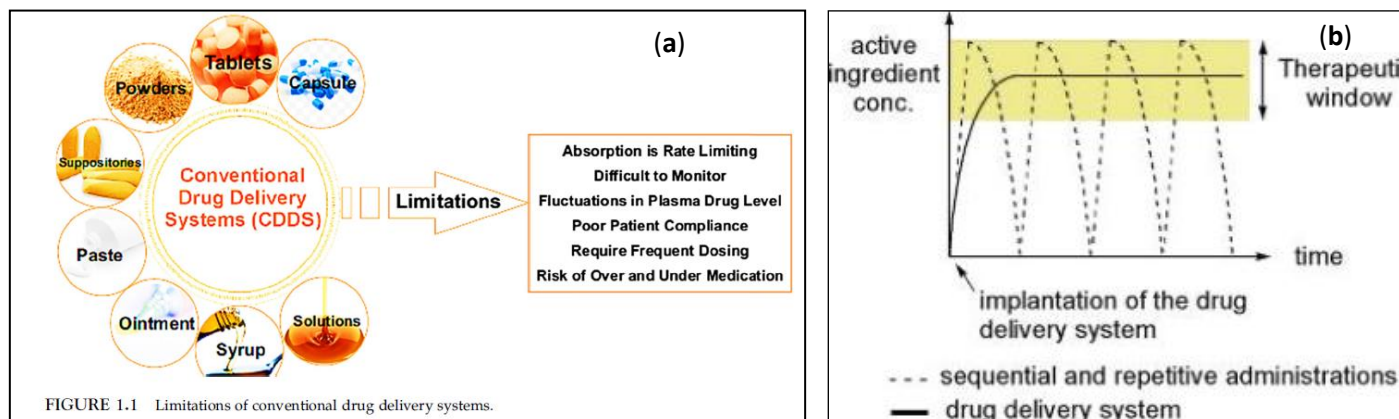 (a)
Tablets
Powders
Capsule
Suppositories
Paste
Ointment
Syrup
Solutions
Conventional
Drug Delivery
Systems (CDDS)
Limitations
Absorption is Rate Limiting
Difficult to Monitor
Fluctuations in Plasma Drug Level
Poor Patient Compliance
Require Frequent Dosing
Risk of Over and Under Medication
FIGURE 1.1 Limitations of conventional drug delivery systems.
(b)
active
ingredient
conc.
Therapeuti
window
time
implantation of the drug
delivery system
sequential and repetitive administrations
drug delivery system